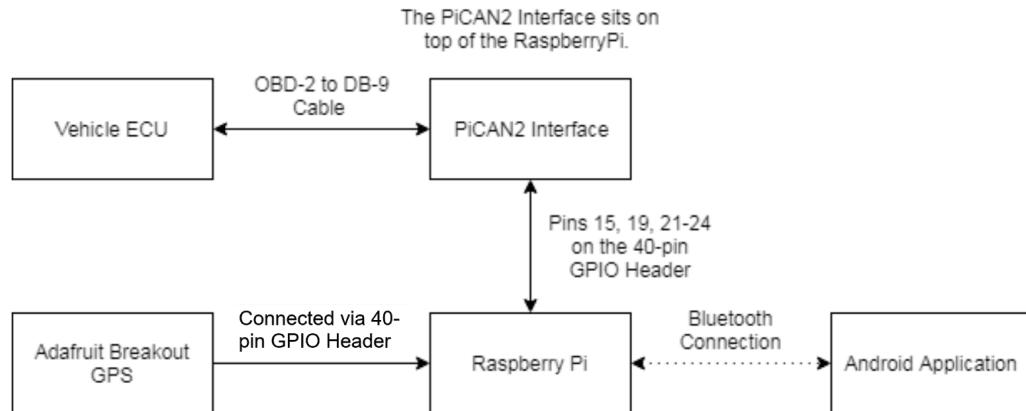 The PiCAN2 Interface sits on
top of the RaspberryPi.
OBD-2 to DB-9
Cable
Vehicle ECU
PiCAN2 Interface
Pins 15, 19, 21-24
on the 40-pin
GPIO Header
Connected via 40-
pin GPIO Header
Bluetooth
Connection
Adafruit Breakout
GPS
Raspberry Pi
Android Application